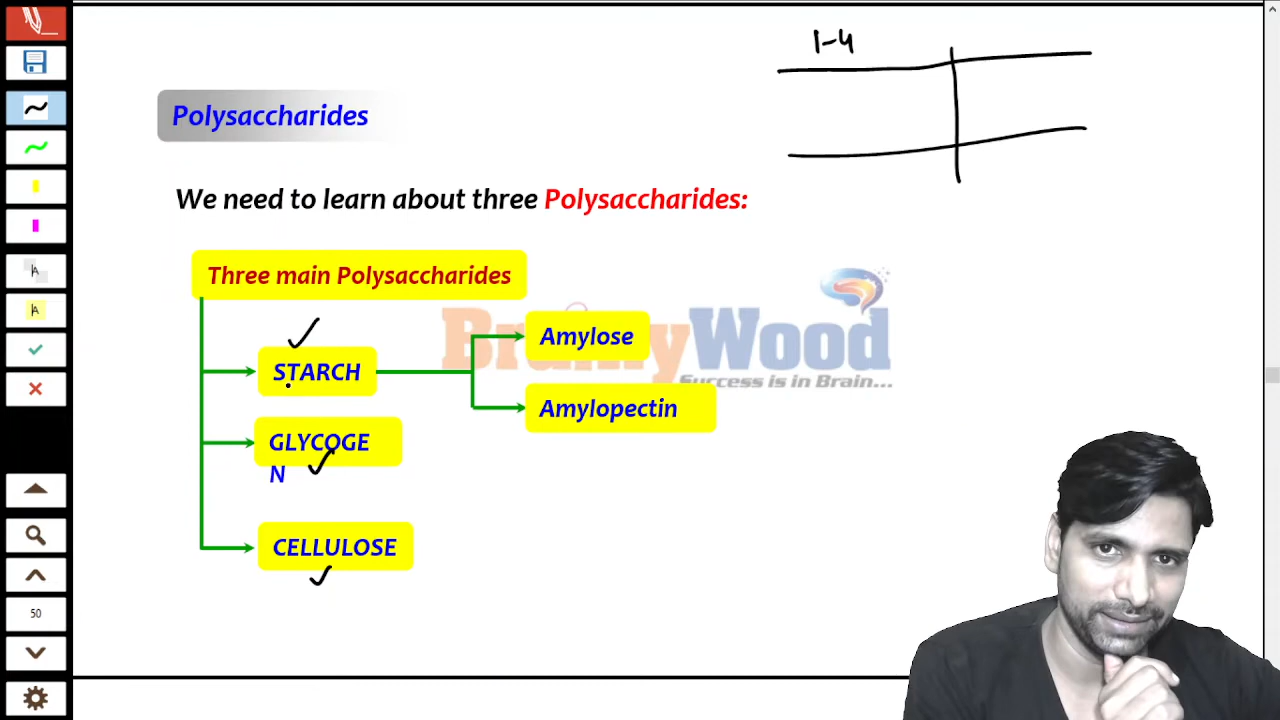 1-4
Polysaccharides
We need to learn about three Polysaccharides:
Three main Polysaccharides
BrainyWood
Success is in Brain...
Amylose
STARCH
Amylopectin
GLYCOGE
N
CELLULOSE
A
A
50